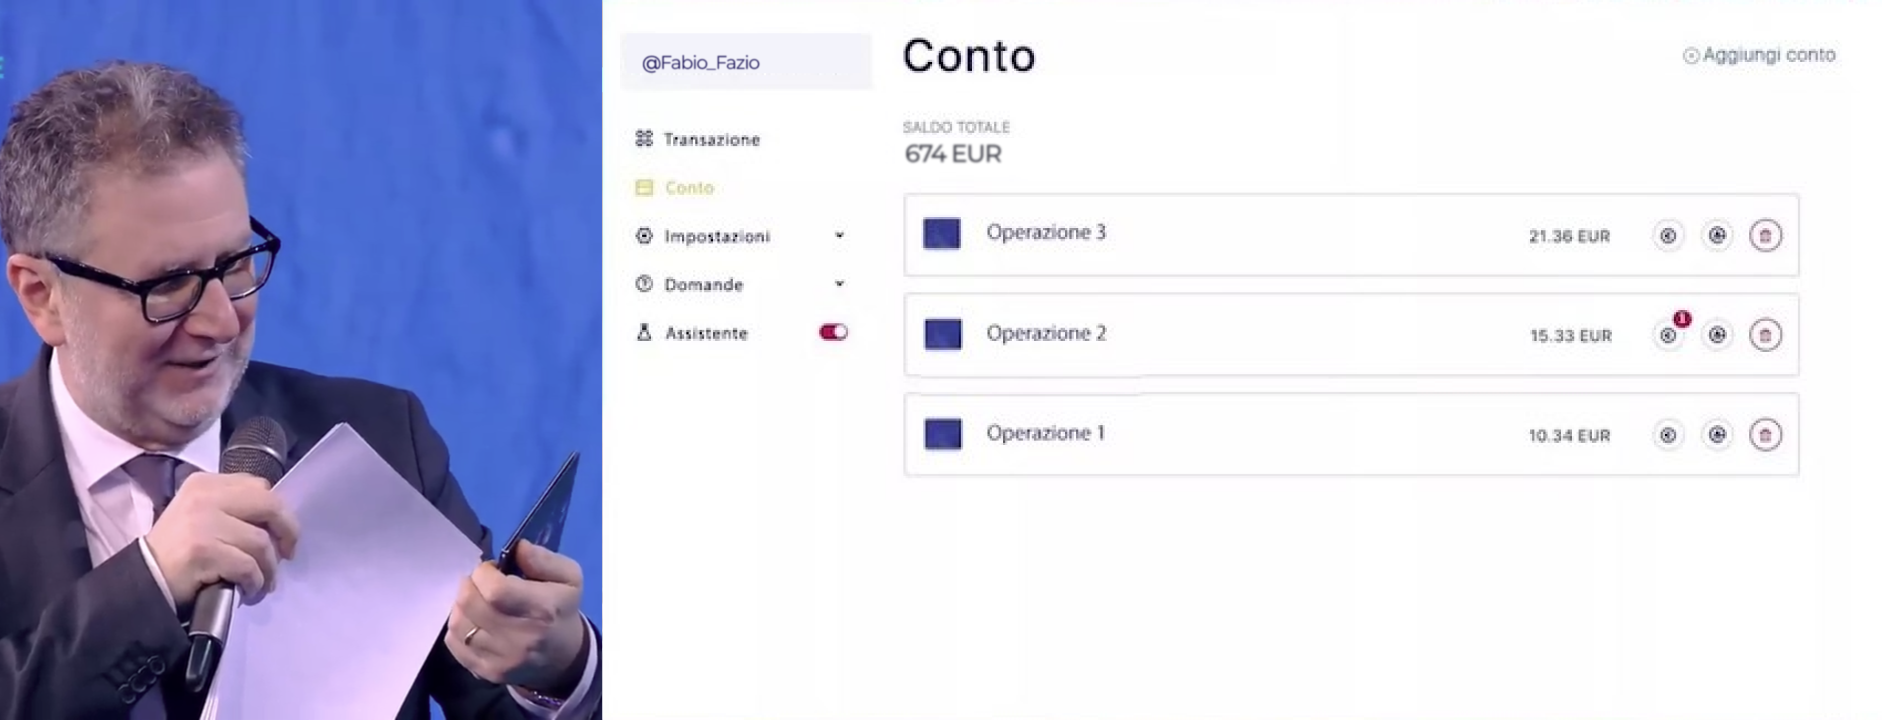 @Fabio_Fazio
Transazione
Conto
Impostazioni
Domande
Assistente
Conto
Aggiungi conto
SALDO TOTALE
674 EUR
Operazione 3
21.36 EUR
Operazione 2
15.33 EUR
1
Operazione 1
10.34 EUR